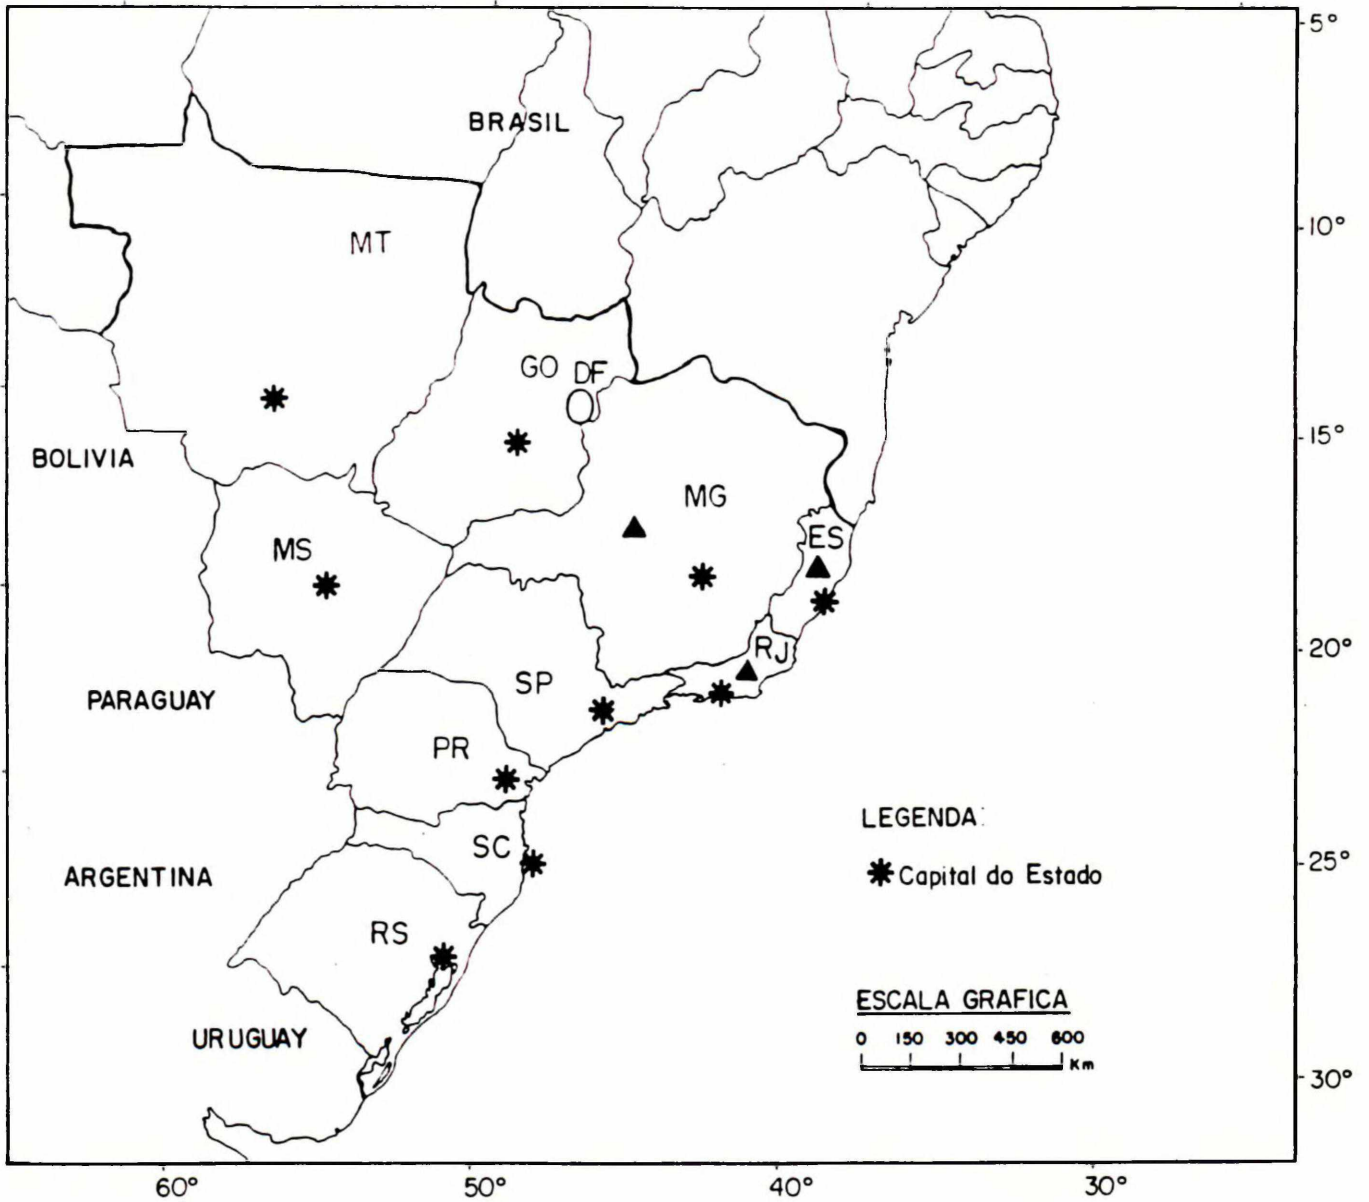 5°
BRASIL
10°
MT
GO DF
15°
BOLIVIA
MG
ES
MS
20°
RJ
SP
PARAGUAY
PR
LEGENDA:
SC
25°
ARGENTINA
Capital do Estado
RS
ESCALA GRAFICA
URUGUAY
0 150 300 450 600
Km
30°
60° 50° 40° 30°